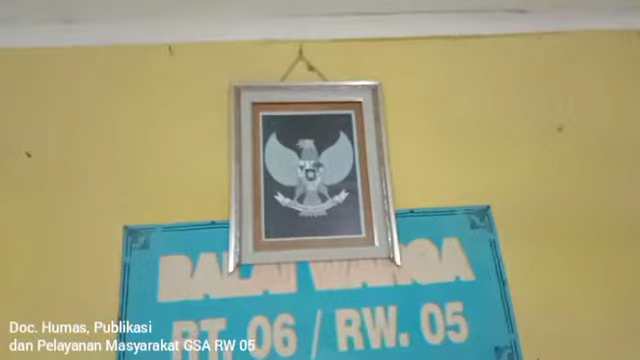 BALAI WARGA
RT. 06 / RW. 05
Doc. Humas, Publikasi
dan Pelayanan Masyarakat GSA RW 05